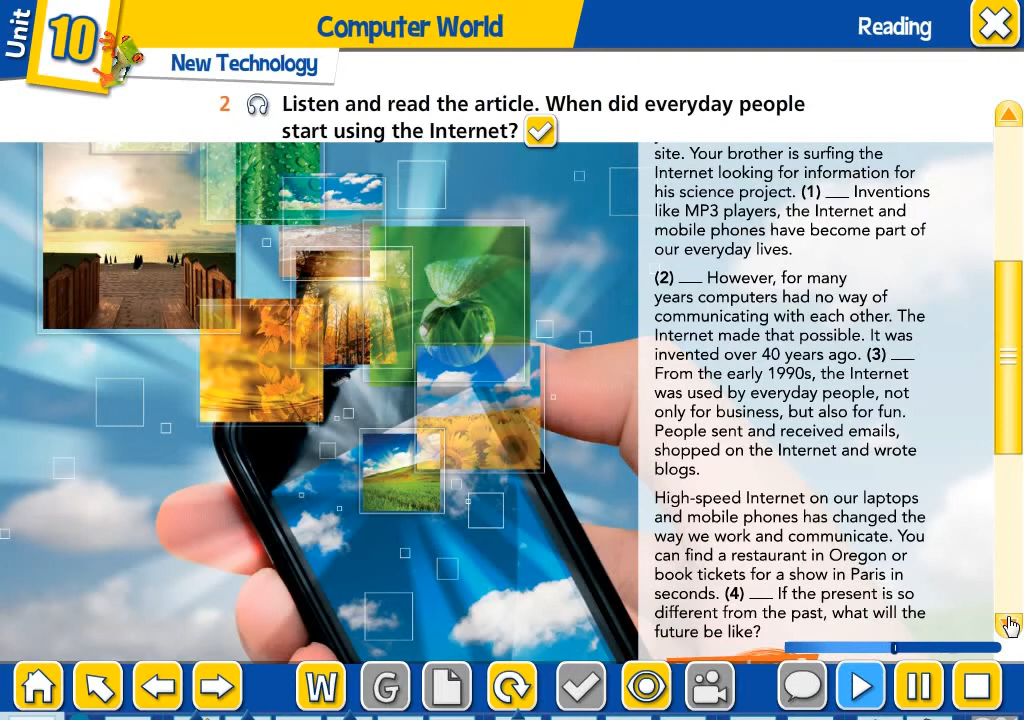 Unit
10
Computer World
Reading
New Technology
2 Listen and read the article. When did everyday people
start using the Internet?
site. Your brother is surfing the
Internet looking for information for
his science project. (1) ___ Inventions
like MP3 players, the Internet and
mobile phones have become part of
our everyday lives.
(2) ___ However, for many
years computers had no way of
communicating with each other. The
Internet made that possible. It was
invented over 40 years ago. (3) ___
From the early 1990s, the Internet
was used by everyday people, not
only for business, but also for fun.
People sent and received emails,
shopped on the Internet and wrote
blogs.
High-speed Internet on our laptops
and mobile phones has changed the
way we work and communicate. You
can find a restaurant in Oregon or
book tickets for a show in Paris in
seconds. (4) ___ If the present is so
different from the past, what will the
future be like?
W
G